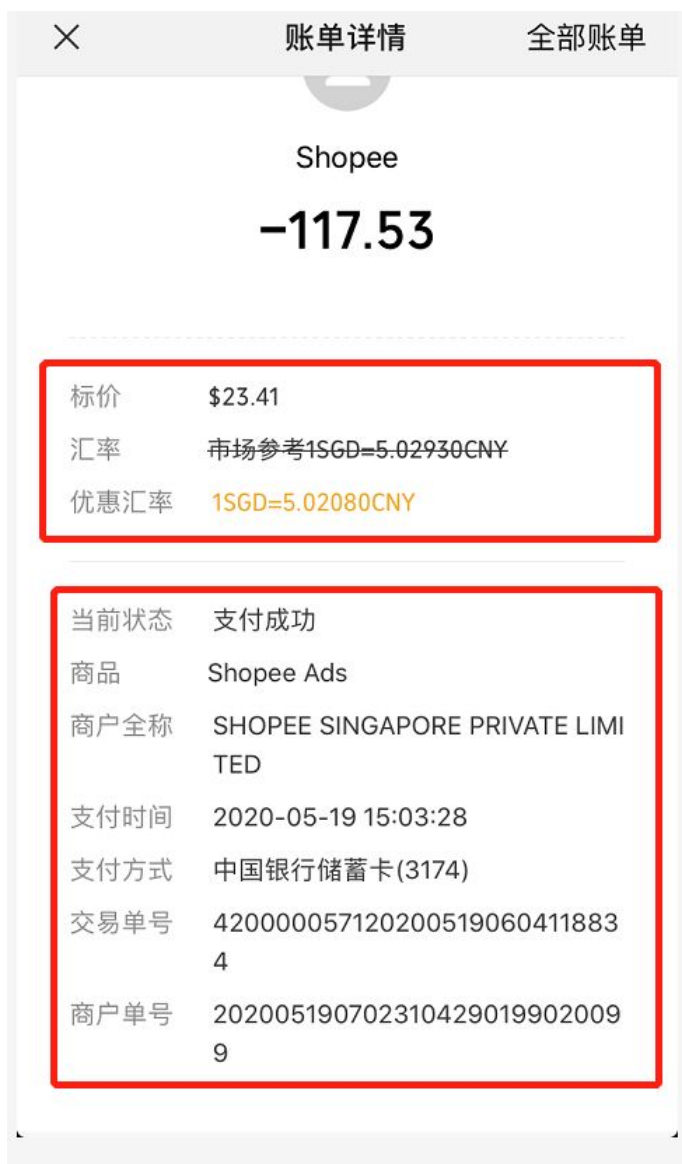 账单详情 全部账单
Shopee
-117.53
标价 $23.41
汇率 市场参考1SGD=5.02930CNY
优惠汇率 1SGD=5.02080CNY
当前状态 支付成功
商品 Shopee Ads
商户全称 SHOPEE SINGAPORE PRIVATE LIMI
TED
支付时间 2020-05-19 15:03:28
支付方式 中国银行储蓄卡(3174)
交易单号 420000057120200519060411883
4
商户单号 202005190702310429019902009
9